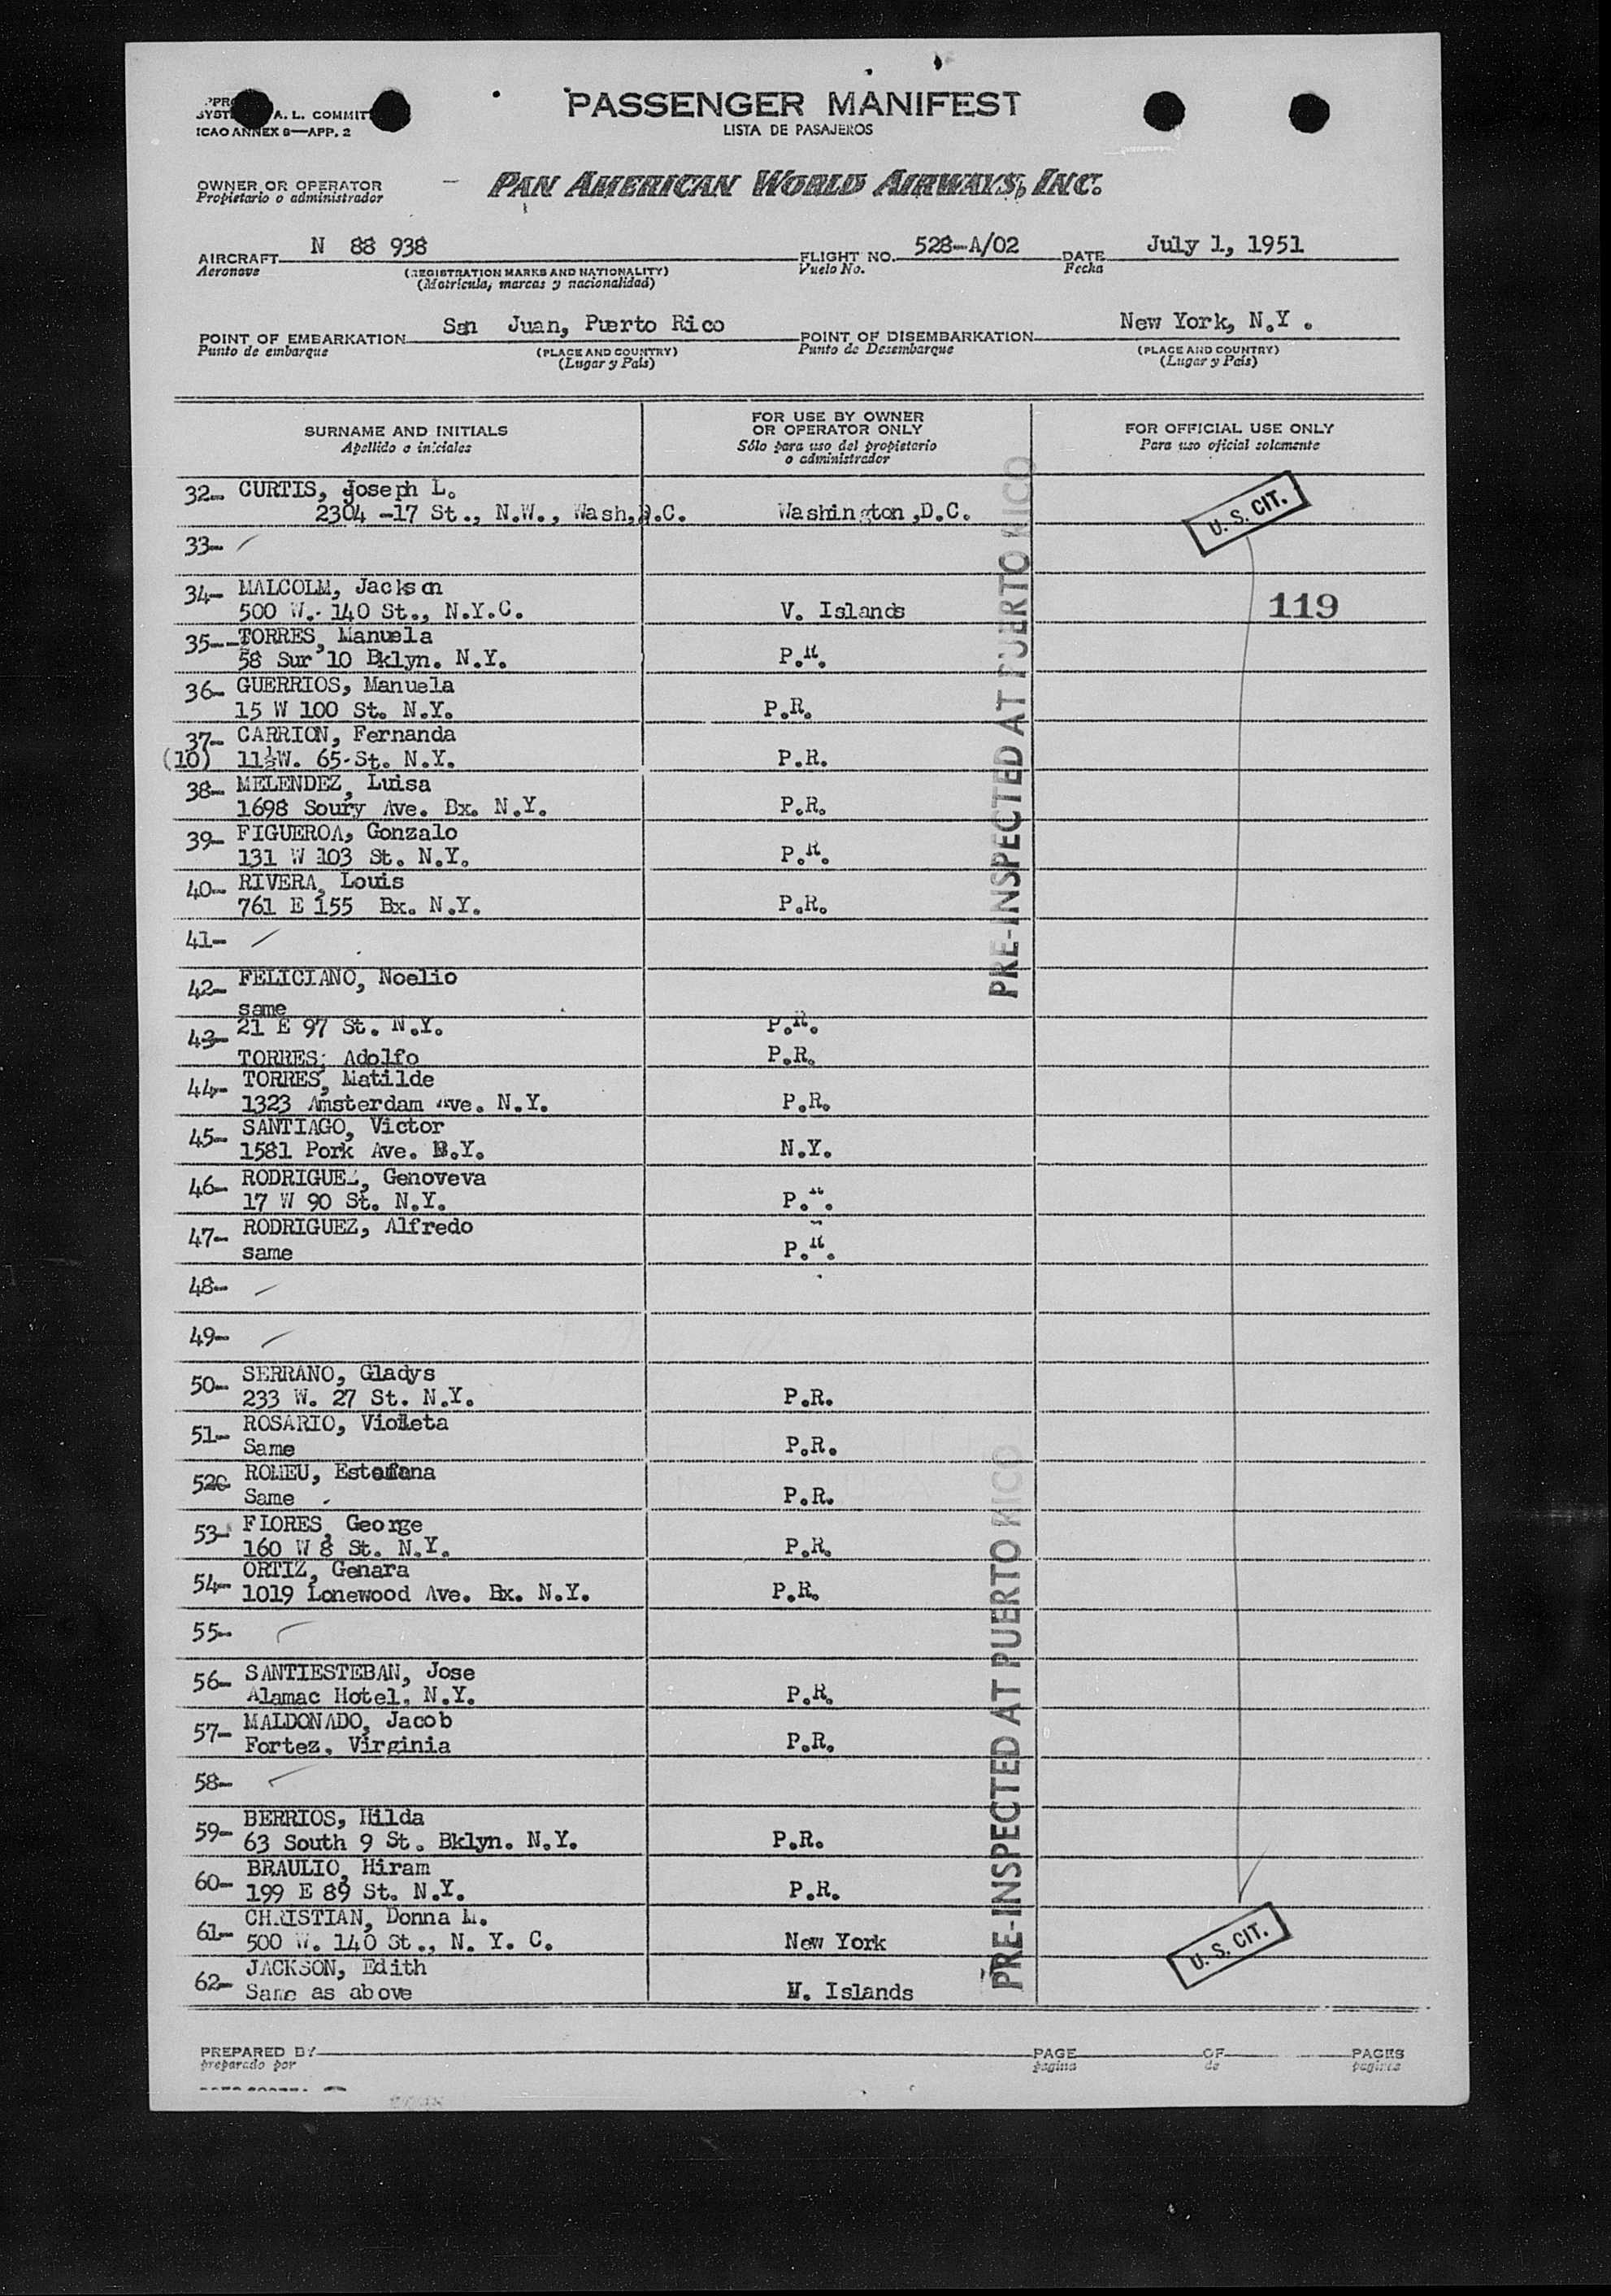 PASSENGER MANIFEST
LISTA DE PASAJEROS
A. L. COMMIT
ICAO ANNEX 9—APP. 2
OWNER OR OPERATOR
Propietario o administrador
PAN AMERICAN WORLD AIRWAYS, INC.
AIRCRAFT N 88 938 FLIGHT NO. 528-A/02 DATE July 1, 1951
Aeronave (REGISTRATION MARKS AND NATIONALITY) Vuelo No. Fecha
(Matrícula, marcas y nacionalidad)
POINT OF EMBARKATION San Juan, Puerto Rico POINT OF DISEMBARKATION New York, N.Y .
Punto de embarque (PLACE AND COUNTRY) Punto de Desembarque (PLACE AND COUNTRY)
(Lugar y País) (Lugar y País)
SURNAME AND INITIALS FOR USE BY OWNER OR OPERATOR ONLY FOR OFFICIAL USE ONLY
Apellido e iniciales Sólo para uso del propietario o administrador Para uso oficial solamente
32- CURTIS, Joseph L.
2304 -17 St., N.W., Wash,D.C. Washington,D.C. U. S. CIT.
33-
34- MALCOLM, Jackson
500 W. 140 St., N.Y.C. V. Islands 119
35- TORRES, Manuela
58 Sur 10 Bklyn. N.Y. P.R.
36- GUERRIOS, Manuela
15 W 100 St. N.Y. P.R.
37- CARRION, Fernanda
(10) 11½W. 65 St. N.Y. P.R.
38- MELENDEZ, Luisa
1698 Soury Ave. Bx. N.Y. P.R.
39- FIGUEROA, Gonzalo
131 W 103 St. N.Y. P.R.
40- RIVERA, Louis
761 E 155 Bx. N.Y. P.R.
41-
PRE-INSPECTED AT PUERTO RICO
42- FELICIANO, Noelio
same
43- 21 E 97 St. N.Y. P.R.
TORRES; Adolfo P.R.
44- TORRES, Matilde
1323 Amsterdam Ave. N.Y. P.R.
45- SANTIAGO, Victor
1581 Pork Ave. N.Y. N.Y.
46- RODRIGUEZ, Genoveva
17 W 90 St. N.Y. P.R.
47- RODRIGUEZ, Alfredo
same P.R.
48-
49-
50- SERRANO, Gladys
233 W. 27 St. N.Y. P.R.
51- ROSARIO, Violeta
Same P.R.
52- ROMEU, Estefana
Same P.R.
53- FLORES, George
160 W 8 St. N.Y. P.R.
54- ORTIZ, Genara
1019 Lonewood Ave. Bx. N.Y. P.R.
55-
56- SANTIESTEBAN, Jose
Alamac Hotel. N.Y. P.R.
57- MALDONADO, Jacob
Fortez. Virginia P.R.
58-
59- BERRIOS, Hilda
63 South 9 St. Bklyn. N.Y. P.R.
60- BRAULIO, Hiram
199 E 89 St. N.Y. P.R.
61- CHRISTIAN, Donna M.
500 W. 140 St., N. Y. C. New York U. S. CIT.
62- JACKSON, Edith
Same as above V. Islands
PRE-INSPECTED AT PUERTO RICO
PREPARED BY PAGE OF PAGES
preparado por página de páginas